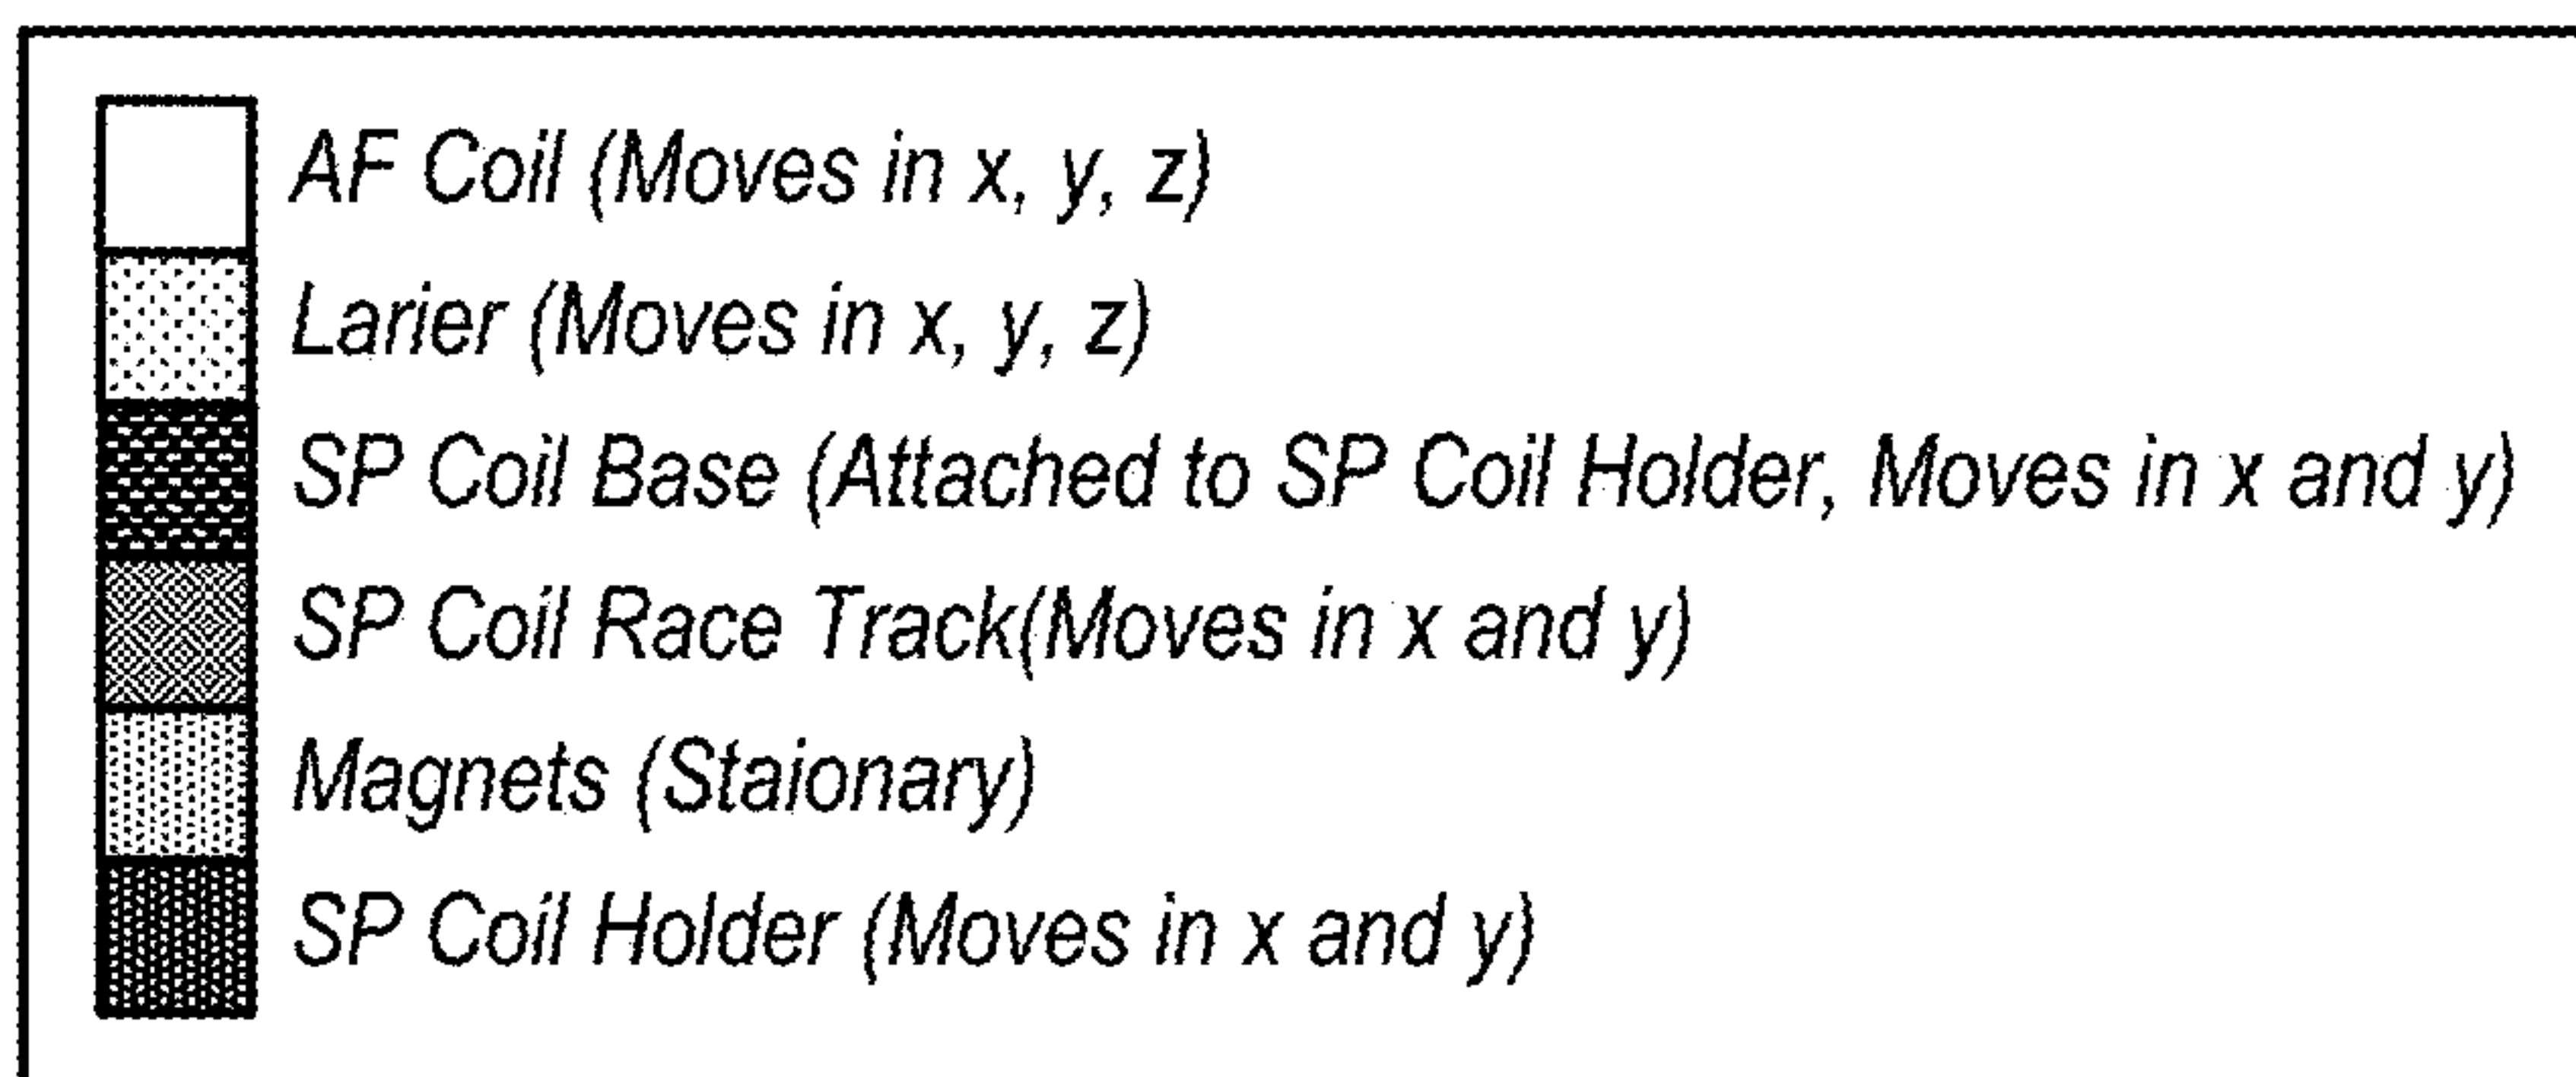 AF Coil (Moves in x, y, z)
Larier (Moves in x, y, z)
SP Coil Base (Attached to SP Coil Holder, Moves in x and y)
SP Coil Race Track(Moves in x and y)
Magnets (Staionary)
SP Coil Holder (Moves in x and y)